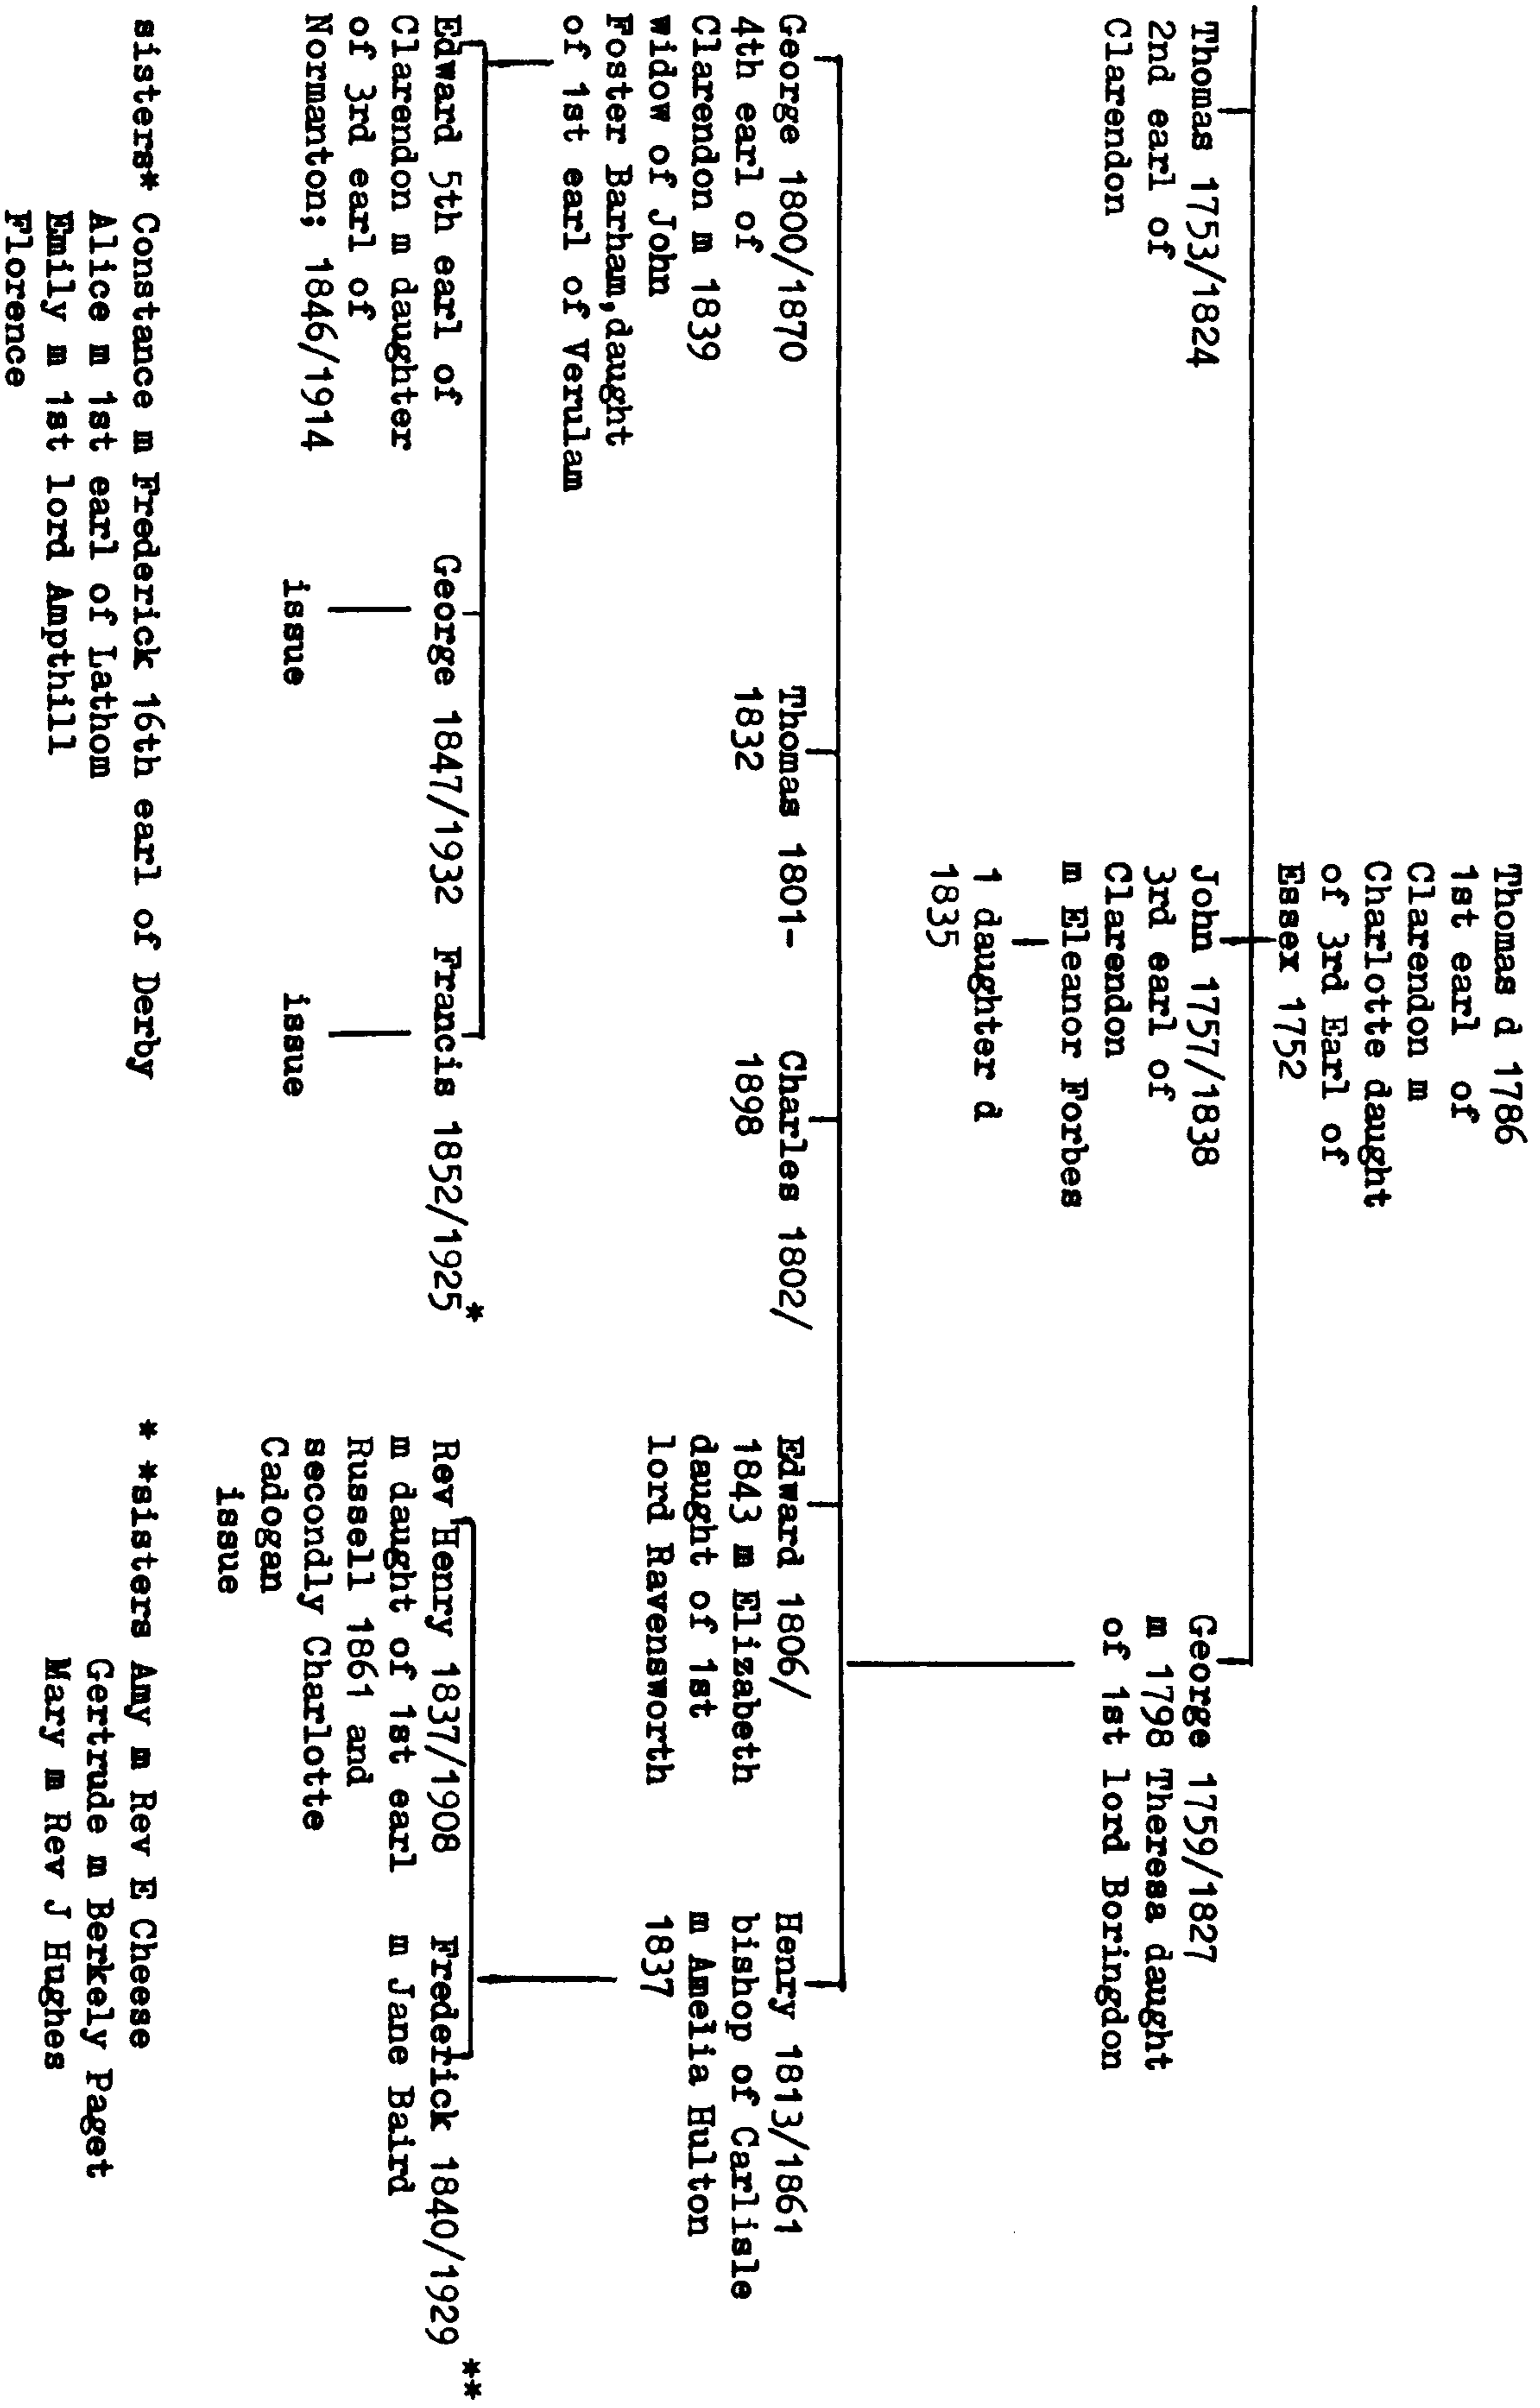 Thomas d 1786
1st earl of
Clarendon m
Charlotte daught
of 3rd Earl of
Essex 1752
Thomas 1753/1824
2nd earl of
Clarendon
John 1757/1838
3rd earl of
Clarendon
m Eleanor Forbes
1 daughter d
1835
George 1759/1827
m 1798 Theresa daught
of 1st lord Boringdon
George 1800/1870
4th earl of
Clarendon m 1839
widow of John
Foster Barham,daught
of 1st earl of Verulam
Thomas 1801-
1832
Charles 1802/
1898
Edward 1806/
1843 m Elizabeth
daught of 1st
lord Ravensworth
Henry 1813/1861
bishop of Carlisle
m Amelia Hulton
1837
Edward 5th earl of
Clarendon m daughter
of 3rd earl of
Normanton; 1846/1914
George 1847/1932
issue
Francis 1852/1925*
issue
Rev Henry 1837/1908
m daught of 1st earl
Russell 1861 and
secondly Charlotte
Cadogan
issue
Frederick 1840/1929 **
m Jane Baird
sisters* Constance m Frederick 16th earl of Derby
Alice m 1st earl of Lathom
Emily m 1st lord Ampthill
Florence
* *sisters Amy m Rev E Cheese
Gertrude m Berkely Paget
Mary m Rev J Hughes